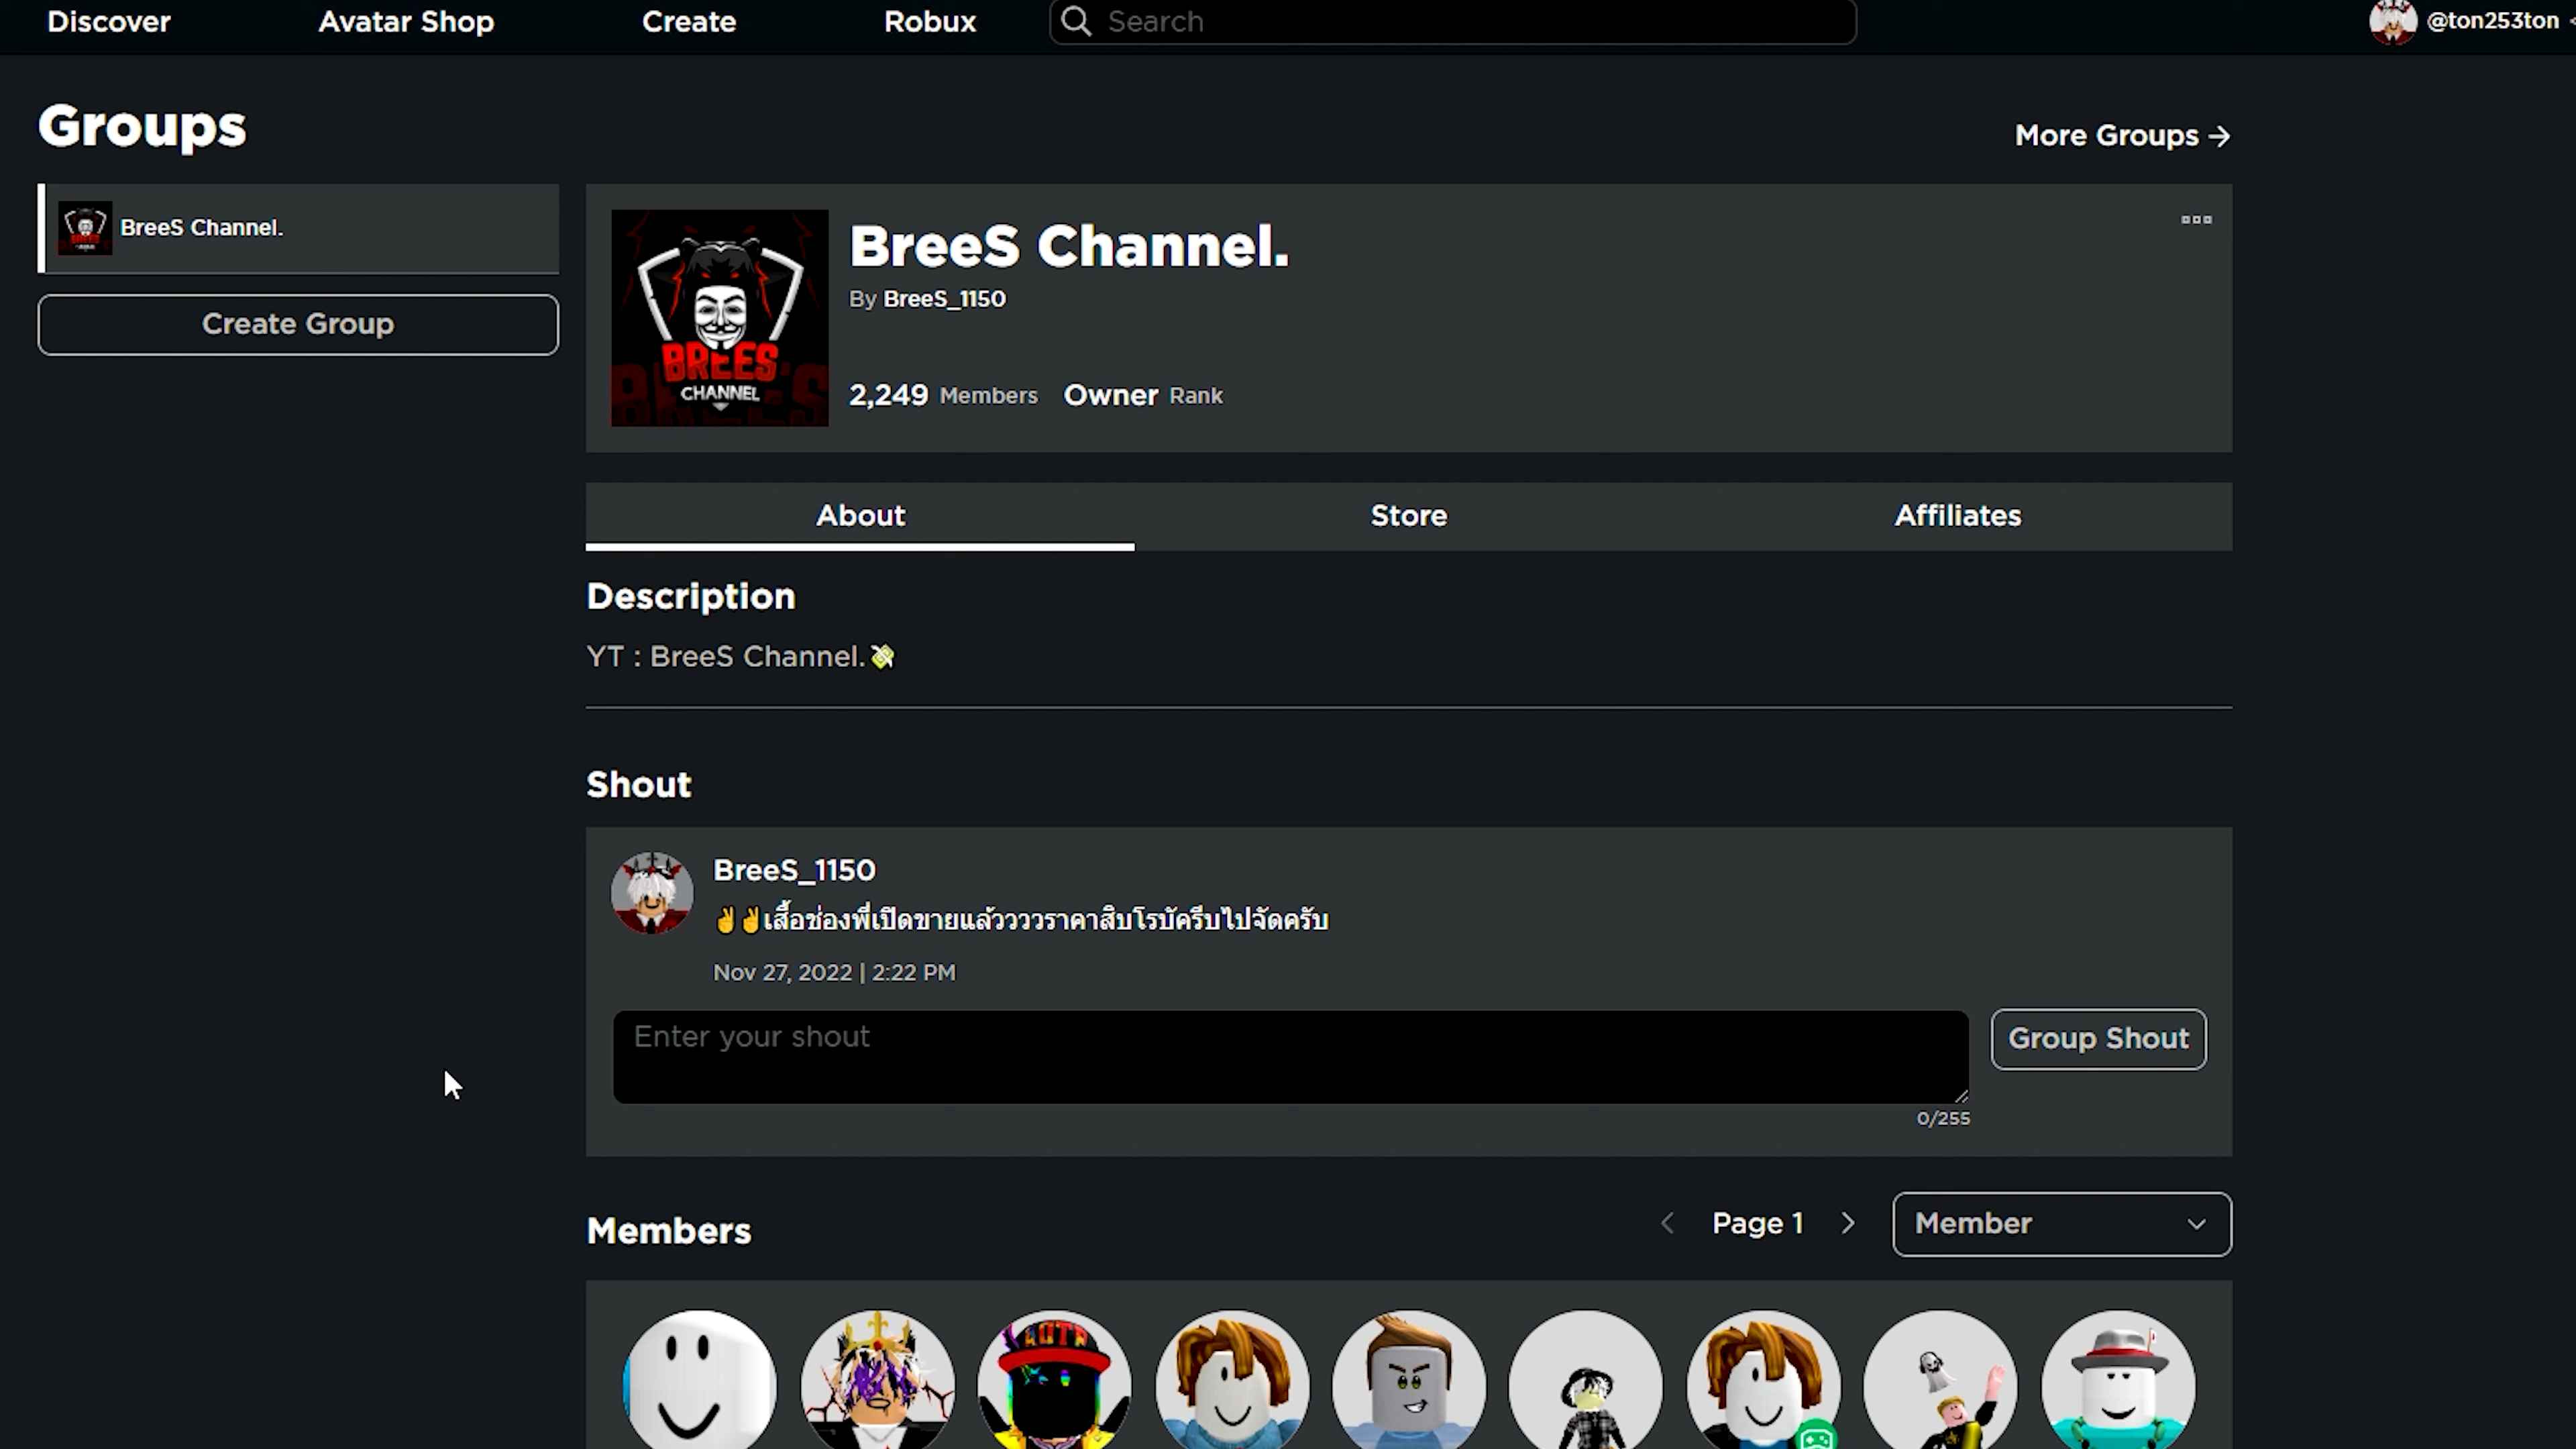 Discover
Avatar Shop
Create
Robux
Search
@ton253ton
Groups
More Groups →
BreeS Channel.
Create Group
BREES
CHANNEL
BreeS Channel.
By BreeS_1150
2,249 Members Owner Rank
About
Store
Affiliates
Description
YT : BreeS Channel.💸
Shout
BreeS_1150
✌✌เสื้อช่องพี่เปิดขายแล้ววววราคาสิบโรบัครีบไปจัดครับ
Nov 27, 2022 | 2:22 PM
Enter your shout
Group Shout
0/255
Members
Page 1
Member